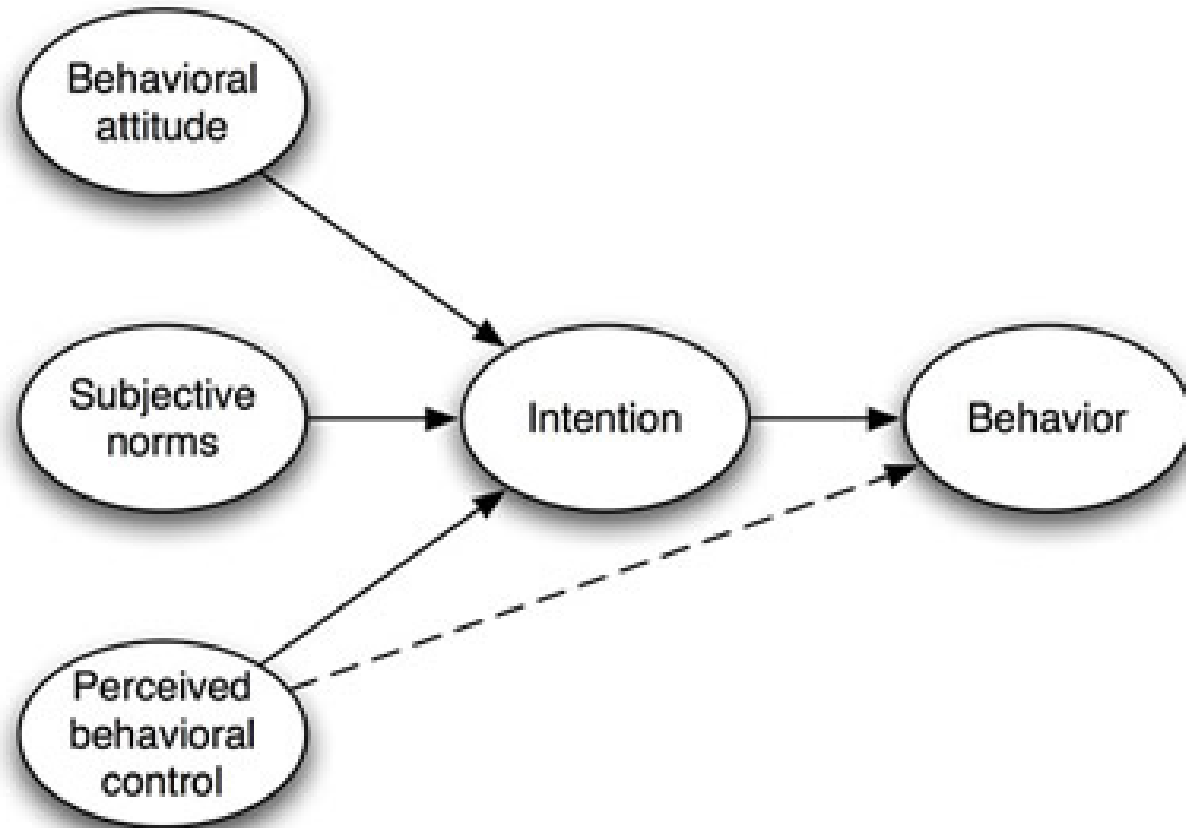 Behavioral
attitude
Subjective
norms
Intention
Behavior
Perceived
behavioral
control